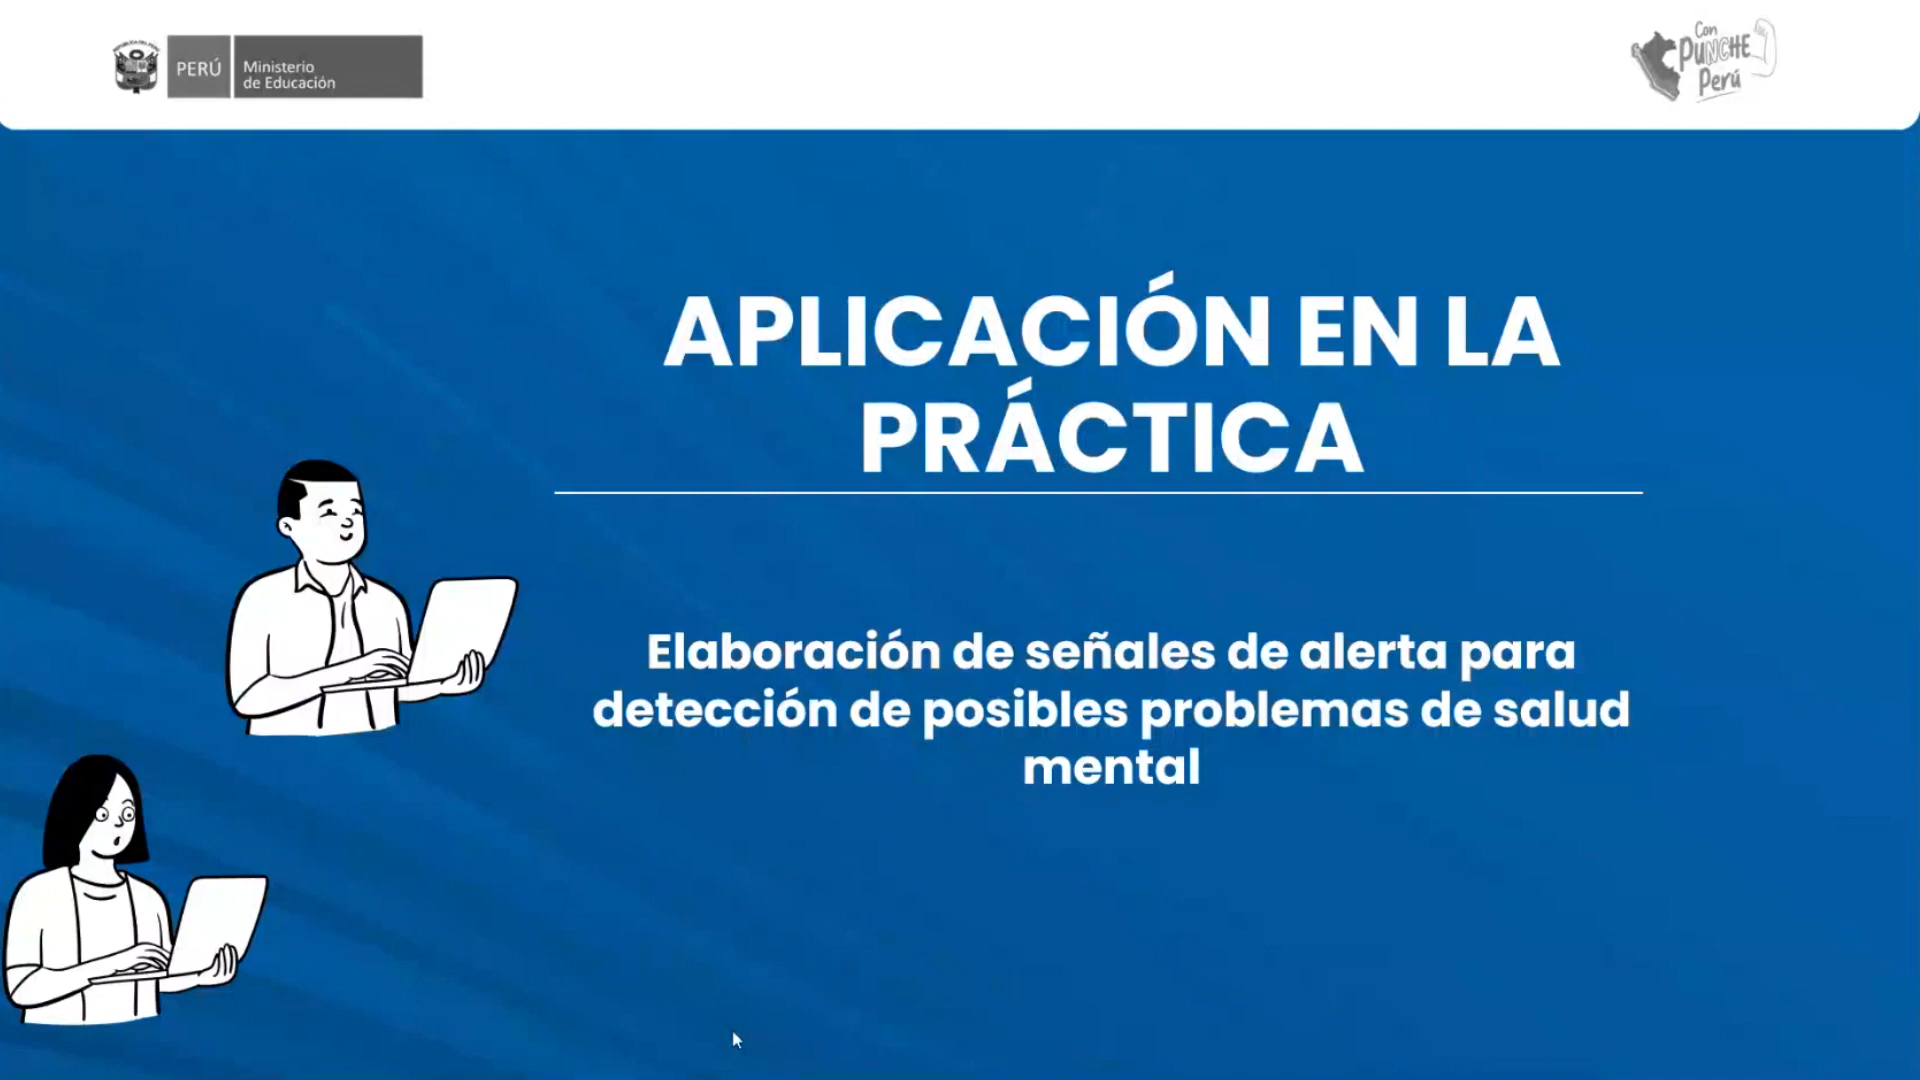 PERÚ
Ministerio
de Educación
Con
PUNCHE
Perú
APLICACIÓN EN LA
PRÁCTICA
Elaboración de señales de alerta para
detección de posibles problemas de salud
mental